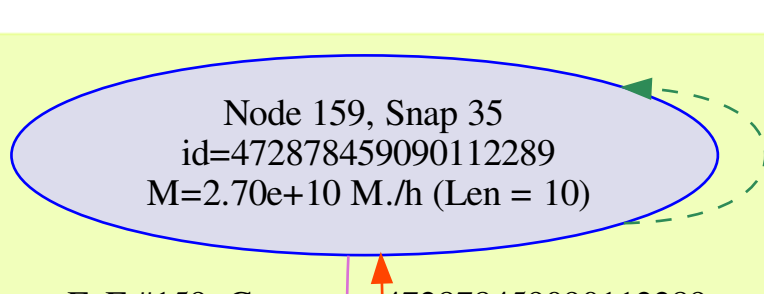 Node 159, Snap 35
id=472878459090112289
M=2.70e+10 M./h (Len = 10)